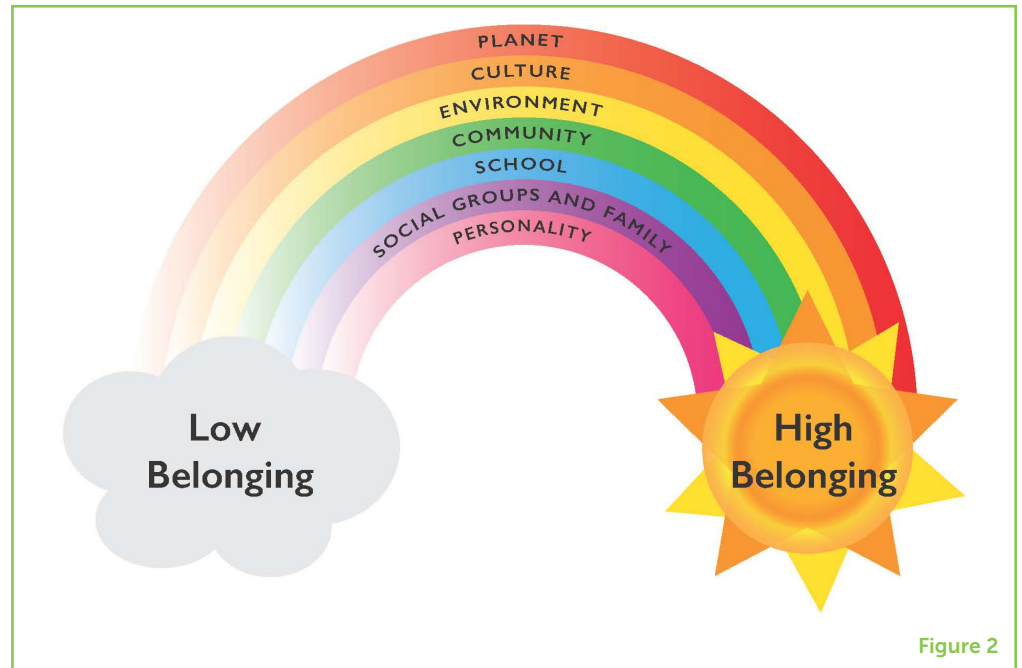 PLANET
CULTURE
ENVIRONMENT
COMMUNITY
SCHOOL
SOCIAL GROUPS AND FAMILY
PERSONALITY
Low
Belonging
High
Belonging
Figure 2